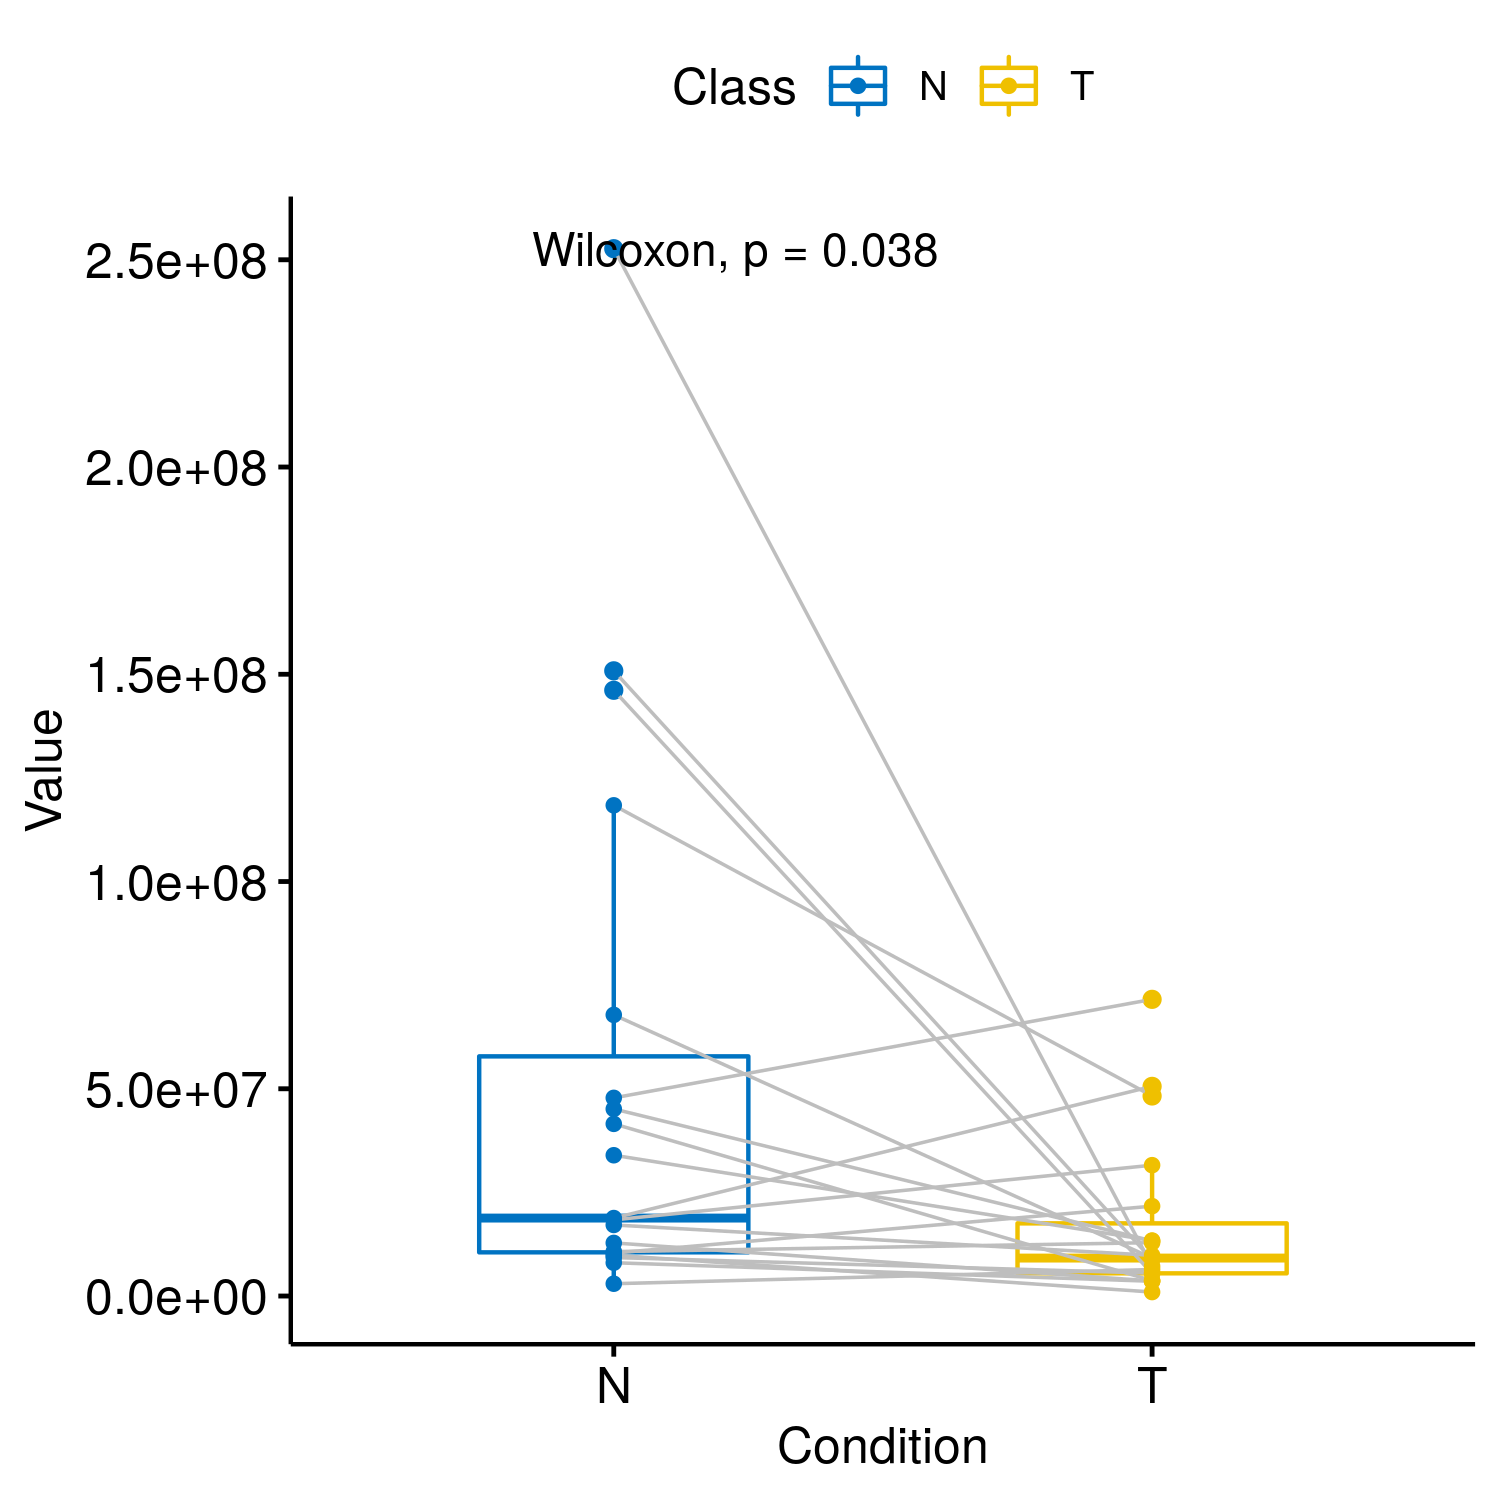 Class N T
Wilcoxon, p = 0.038
2.5e+08
2.0e+08
1.5e+08
1.0e+08
5.0e+07
0.0e+00
Value
N T
Condition